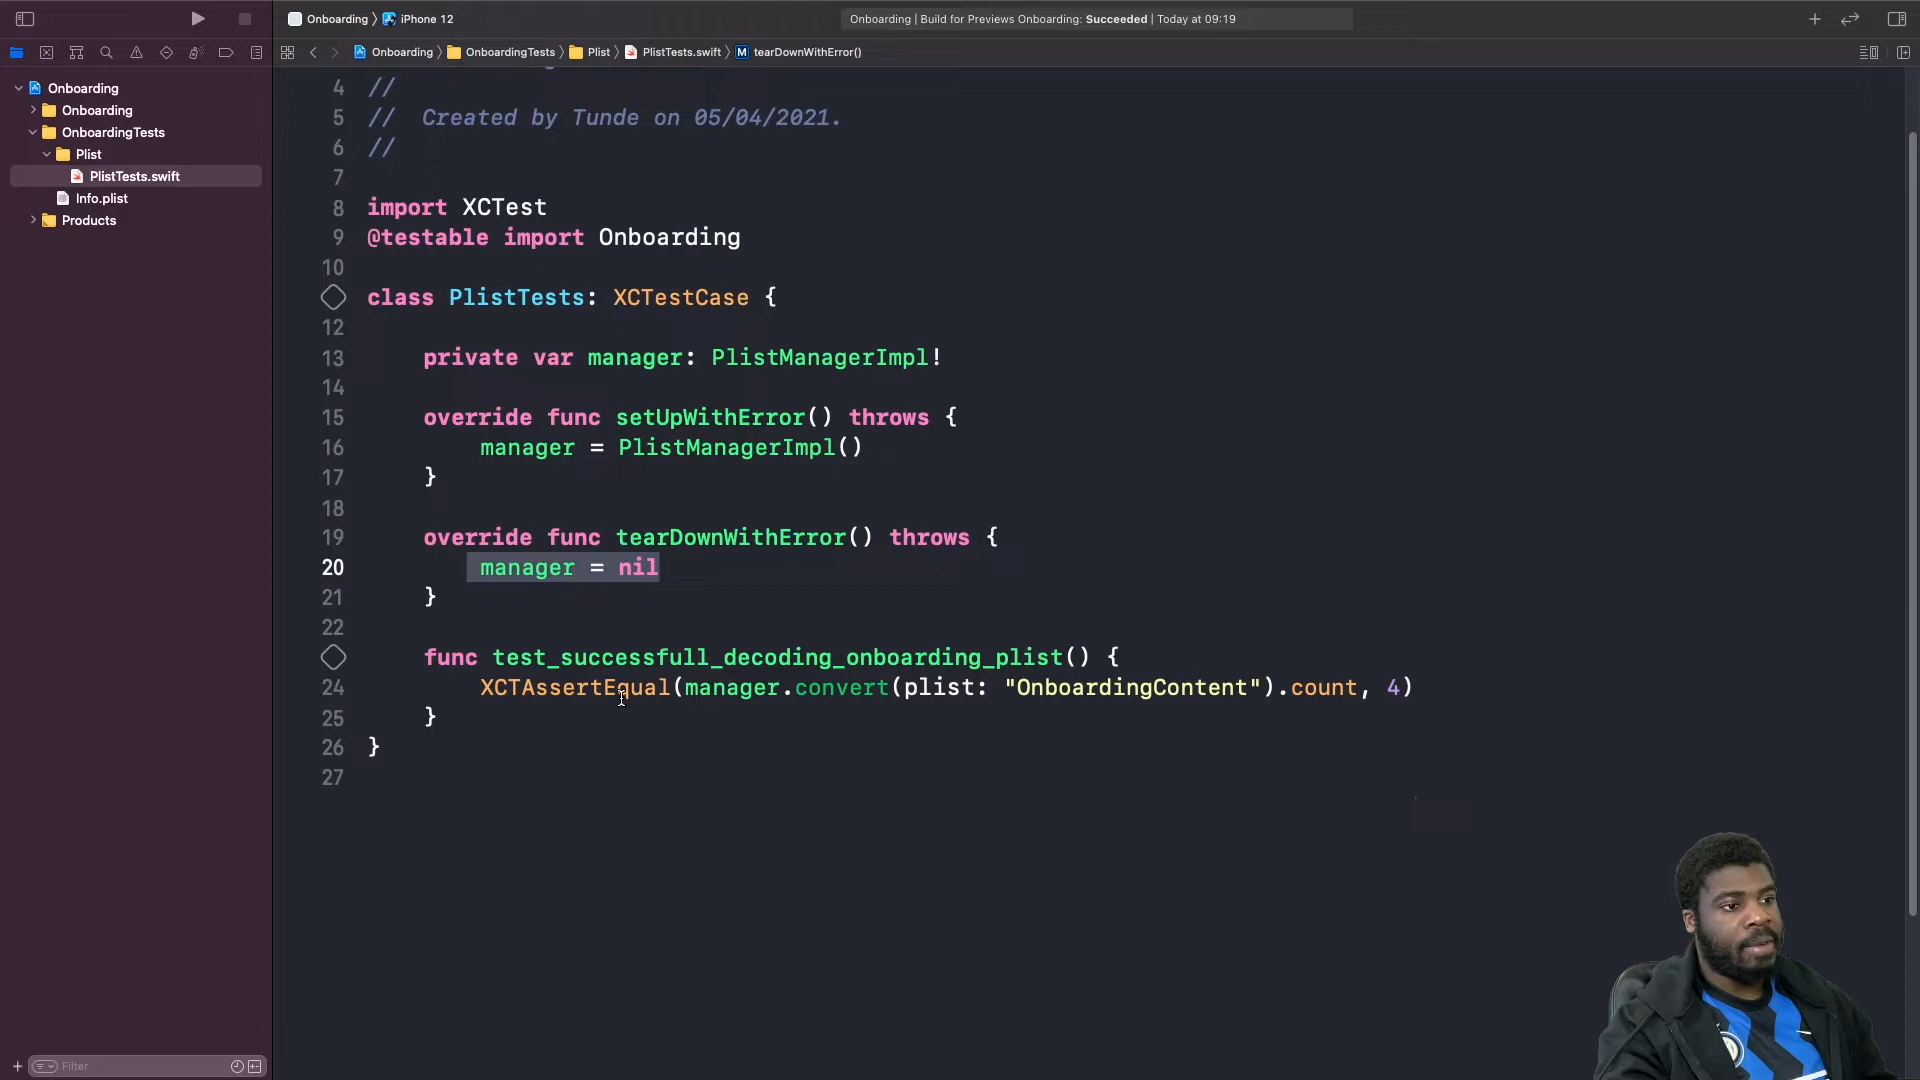 Onboarding iPhone 12
Onboarding | Build for Previews Onboarding: Succeeded | Today at 09:19
Onboarding OnboardingTests Plist PlistTests.swift M tearDownWithError()
Onboarding
Onboarding
OnboardingTests
Plist
PlistTests.swift
Info.plist
Products
Filter
4 //
5 // Created by Tunde on 05/04/2021.
6 //
7
8 import XCTest
9 @testable import Onboarding
10
class PlistTests: XCTestCase {
12
13 private var manager: PlistManagerImpl!
14
15 override func setUpWithError() throws {
16 manager = PlistManagerImpl()
17 }
18
19 override func tearDownWithError() throws {
20 manager = nil
21 }
22
func test_successfull_decoding_onboarding_plist() {
24 XCTAssertEqual(manager.convert(plist: "OnboardingContent").count, 4)
25 }
26 }
27